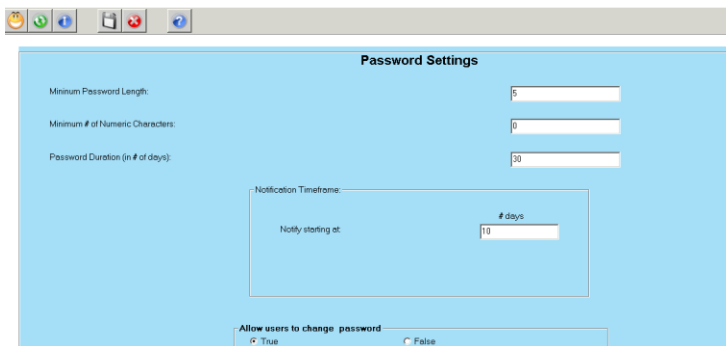 Password Settings
Mininum Password Length:
5
Minimum # of Numeric Characters:
0
Password Duration (in # of days):
30
Notification Timeframe:
# days
Notify starting at:
10
Allow users to change password
True
False